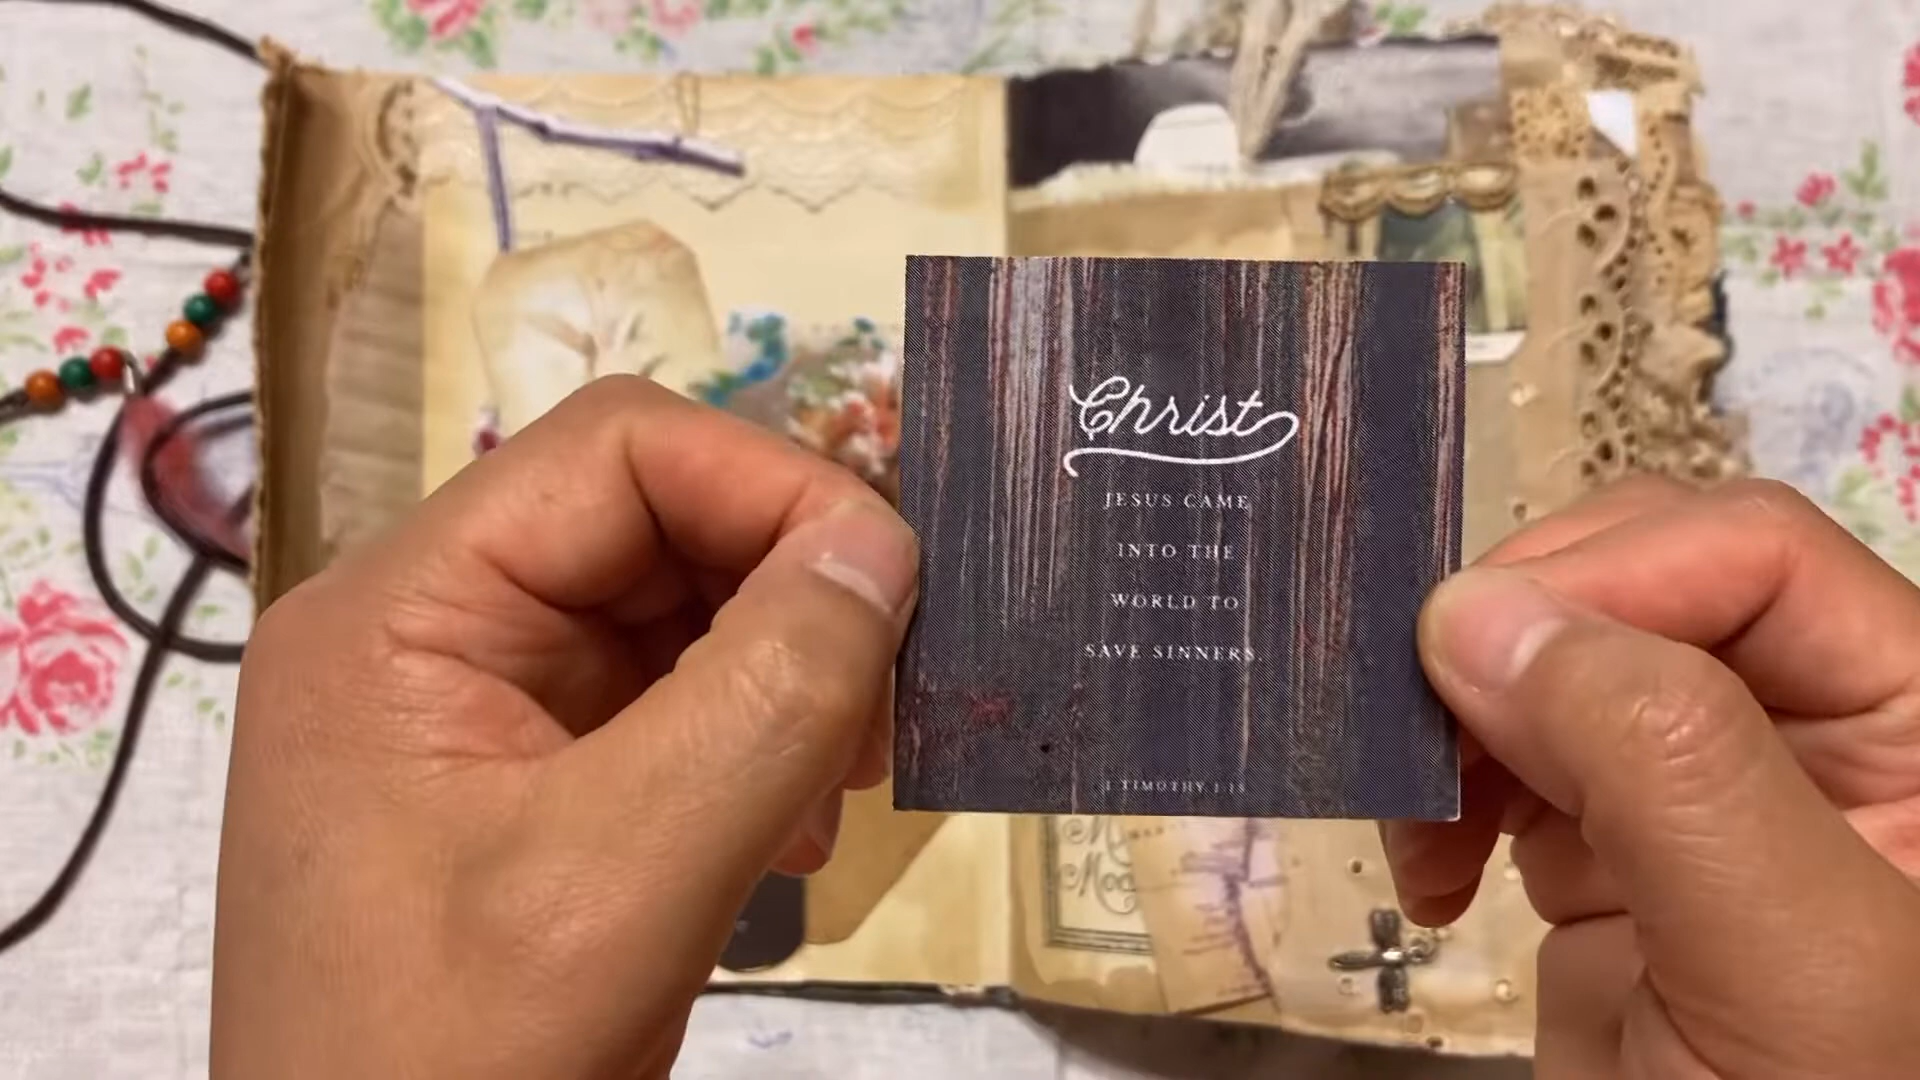 Christ
JESUS CAME
INTO THE
WORLD TO
SAVE SINNERS.
1 TIMOTHY 1:15